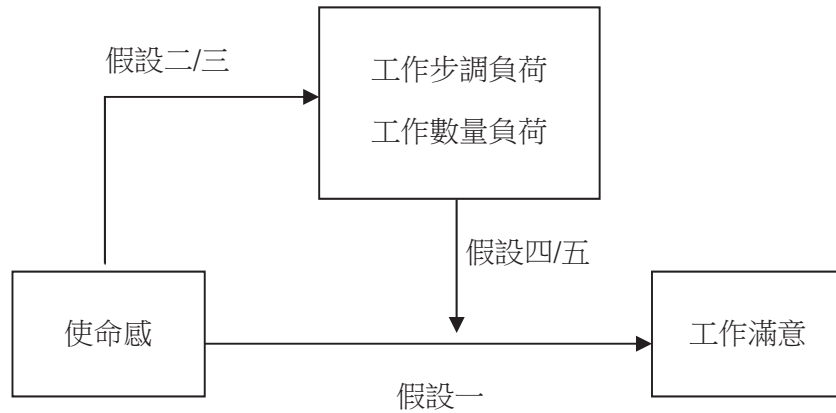 工作步調負荷
假設二/三
工作數量負荷
假設四/五
使命感
工作滿意
假設一